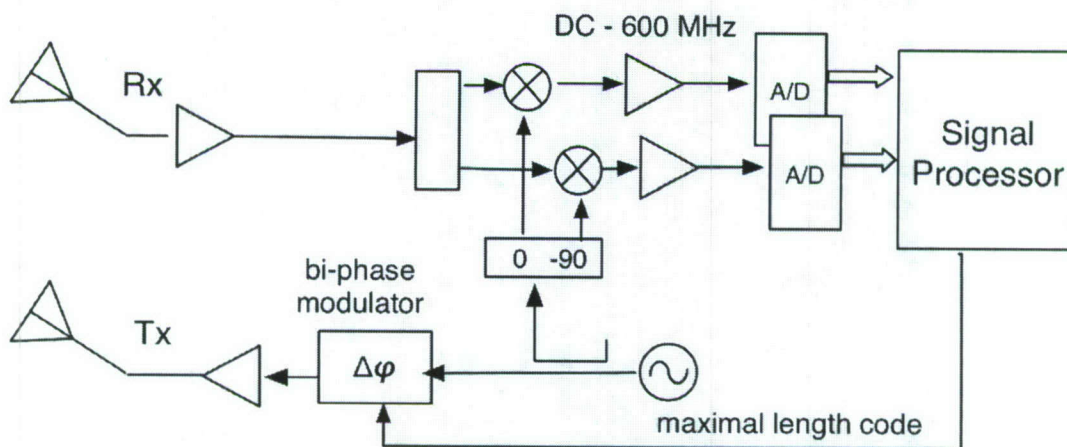 DC - 600 MHz
Rx
A/D
A/D
Signal
Processor
0 -90
bi-phase
modulator
Tx
Δφ
maximal length code